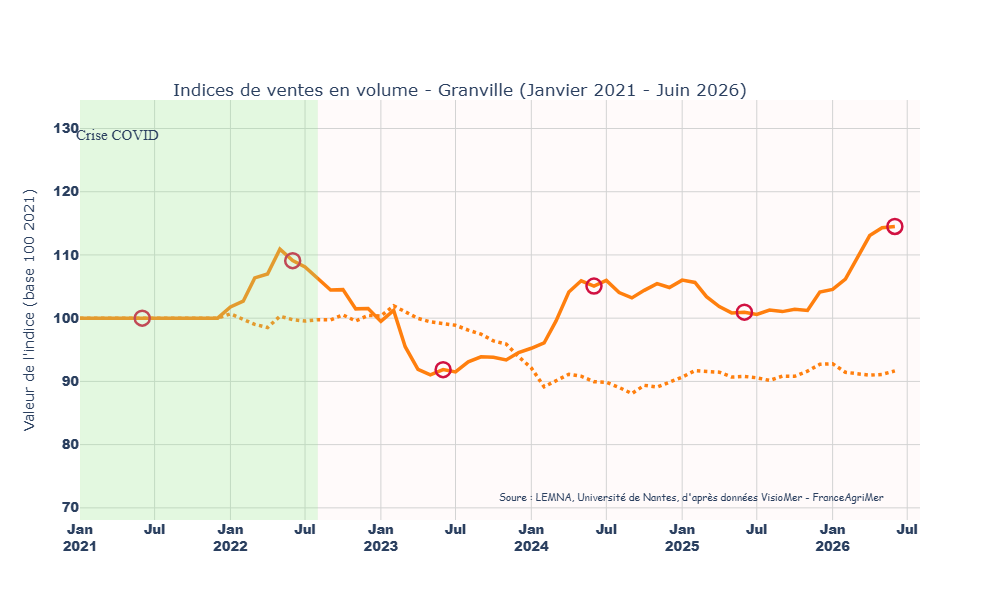 Indices de ventes en volume - Granville (Janvier 2021 - Juin 2026)
Crise COVID
Valeur de l'indice (base 100 2021)
130
120
110
100
90
80
70
Soure : LEMNA, Université de Nantes, d'après données VisioMer - FranceAgriMer
Jan Jul Jan Jul Jan Jul Jan Jul Jan Jul Jan Jul
2021 2022 2023 2024 2025 2026